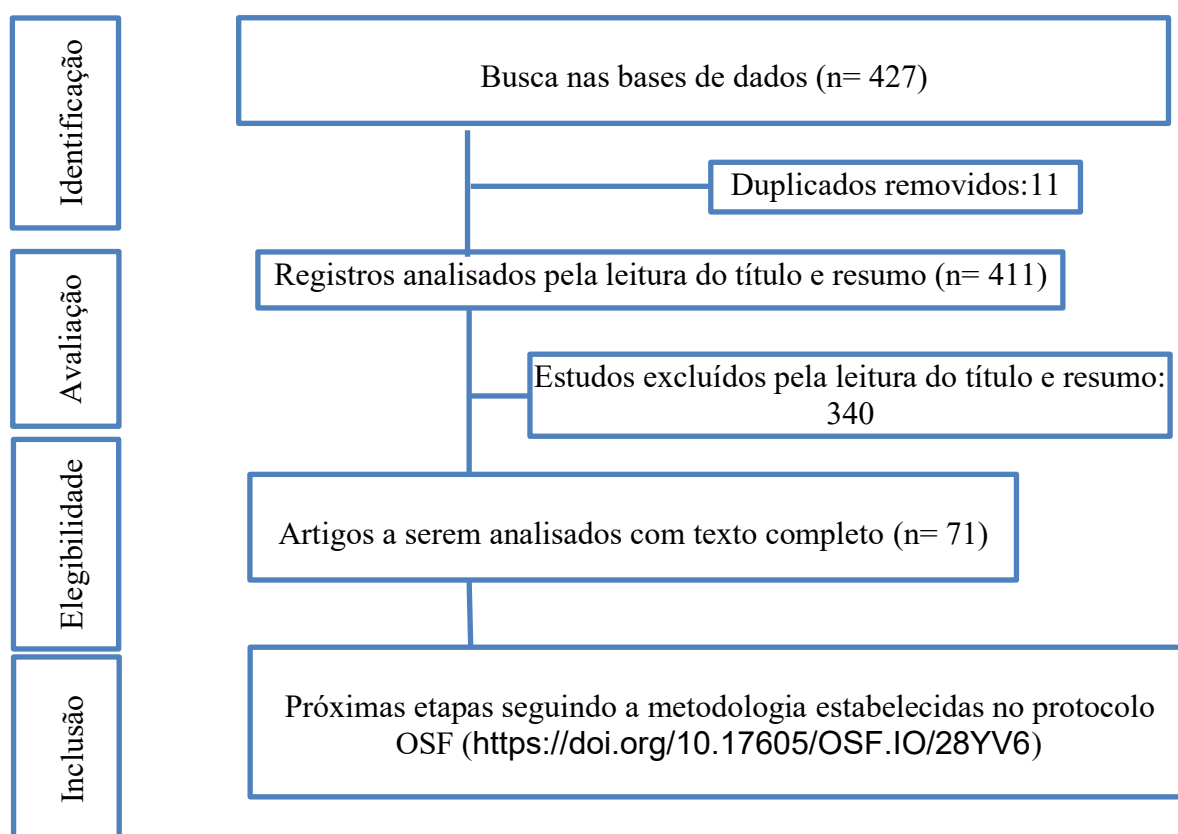 Identificação
Busca nas bases de dados (n= 427)
Duplicados removidos:11
Avaliação
Registros analisados pela leitura do título e resumo (n= 411)
Estudos excluídos pela leitura do título e resumo:
340
Elegibilidade
Artigos a serem analisados com texto completo (n= 71)
Inclusão
Próximas etapas seguindo a metodologia estabelecidas no protocolo
OSF (https://doi.org/10.17605/OSF.IO/28YV6)